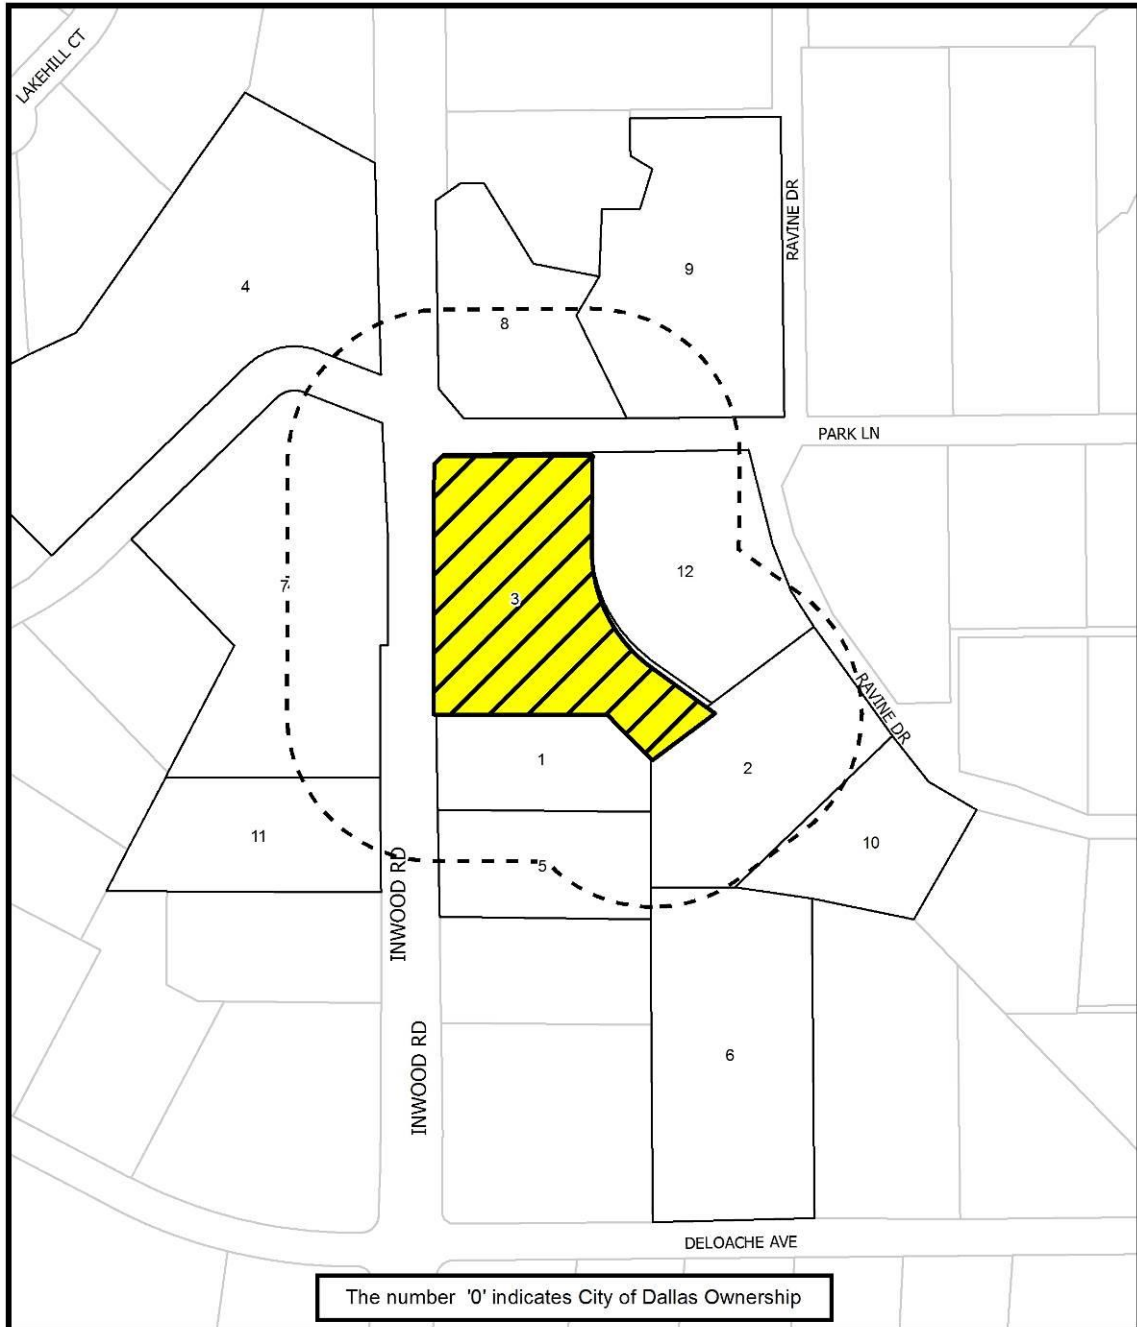 LAKEHILL CT
RAVINE DR
9
4
8
PARK LN
12
7
3
RAVINE DR
1
2
11
10
5
INWOOD RD
INWOOD RD
6
DELOACHE AVE
The number '0' indicates City of Dallas Ownership